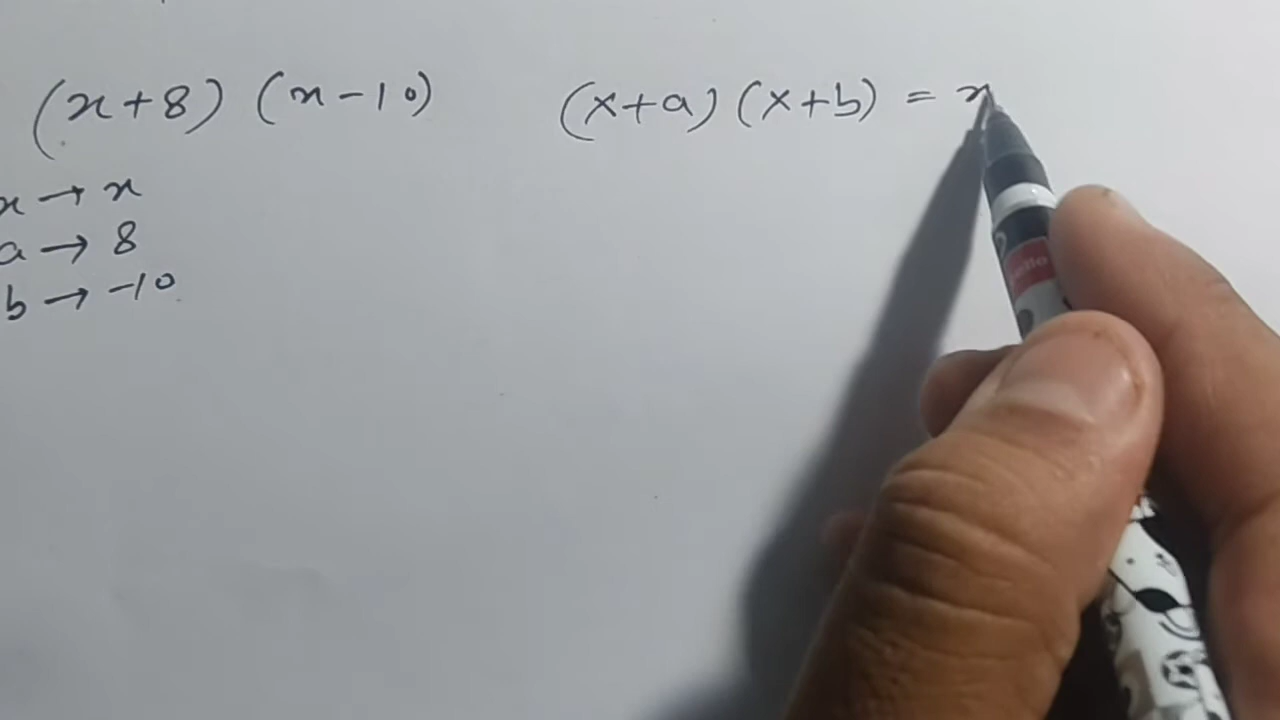 (x+8) (x-10) (x+a) (x+b) = x
x → x
a → 8
b → -10